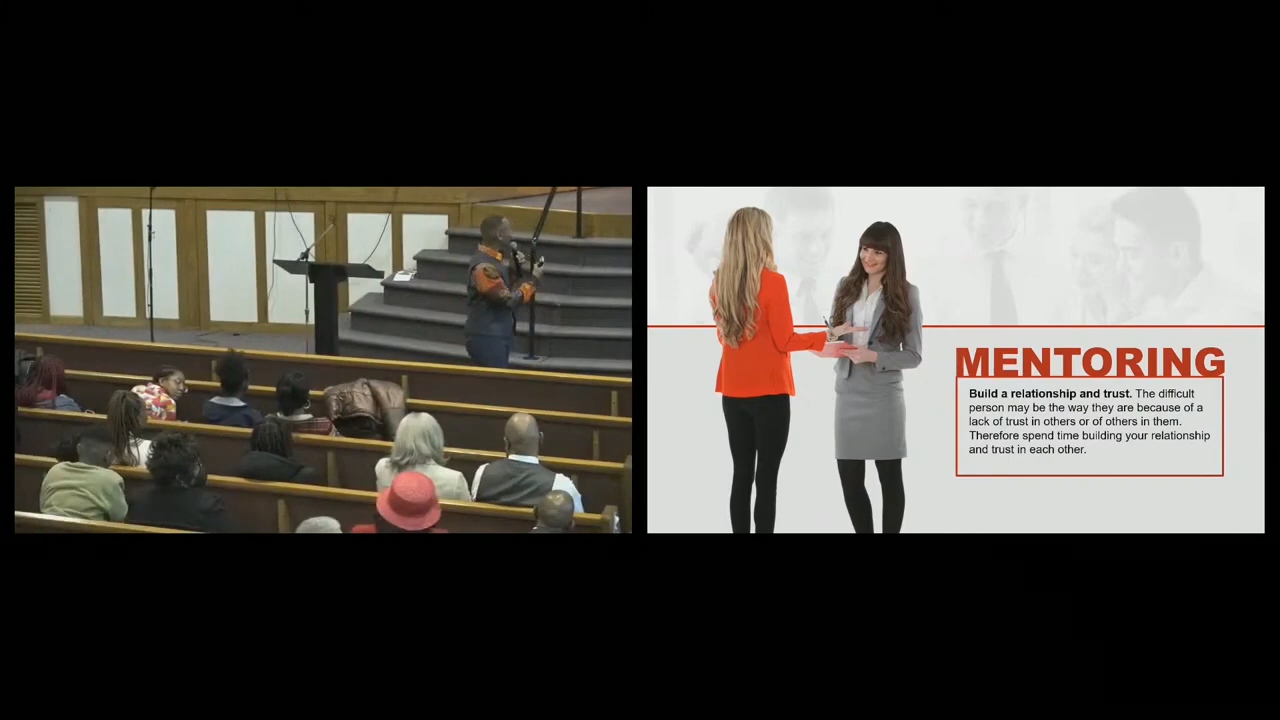 MENTORING
Build a relationship and trust. The difficult
person may be the way they are because of a
lack of trust in others or of others in them.
Therefore spend time building your relationship
and trust in each other.